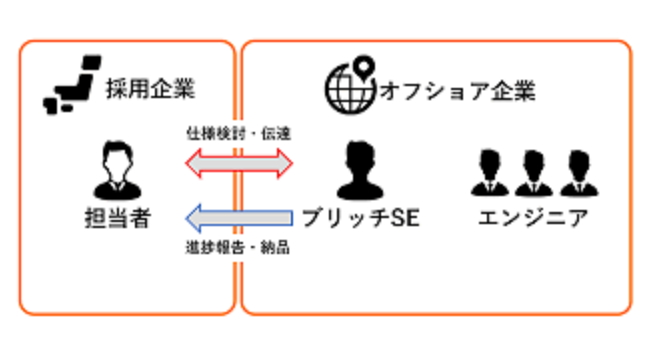 採用企業
オフショア企業
仕様検討・伝達
担当者
ブリッチSE
エンジニア
進捗報告・納品